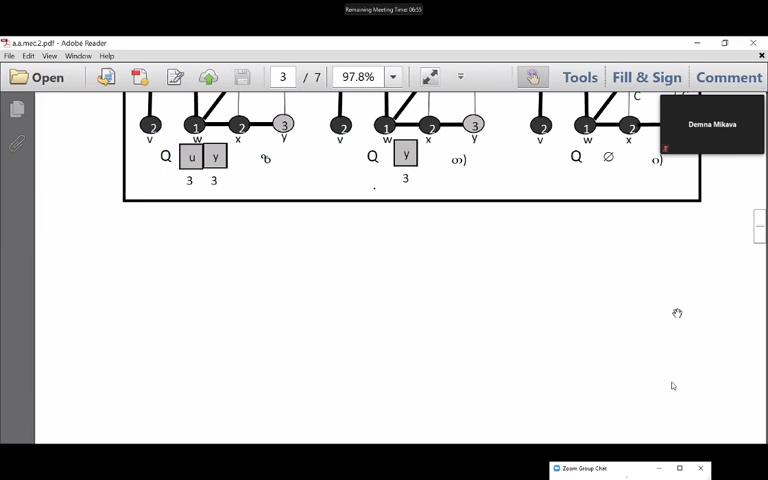 Remaining Meeting Time: 06:55
a.a.mec.2.pdf - Adobe Reader
File Edit View Window Help
Open 3 / 7 97.8% Tools Fill & Sign Comment
C
Demna Mikava
2 1 2 3 2 1 2 3 2 1 2
v w x y v w x y v w x
Q u y თ) Q y თ) Q ∅ ი)
3 3 3
Zoom Group Chat